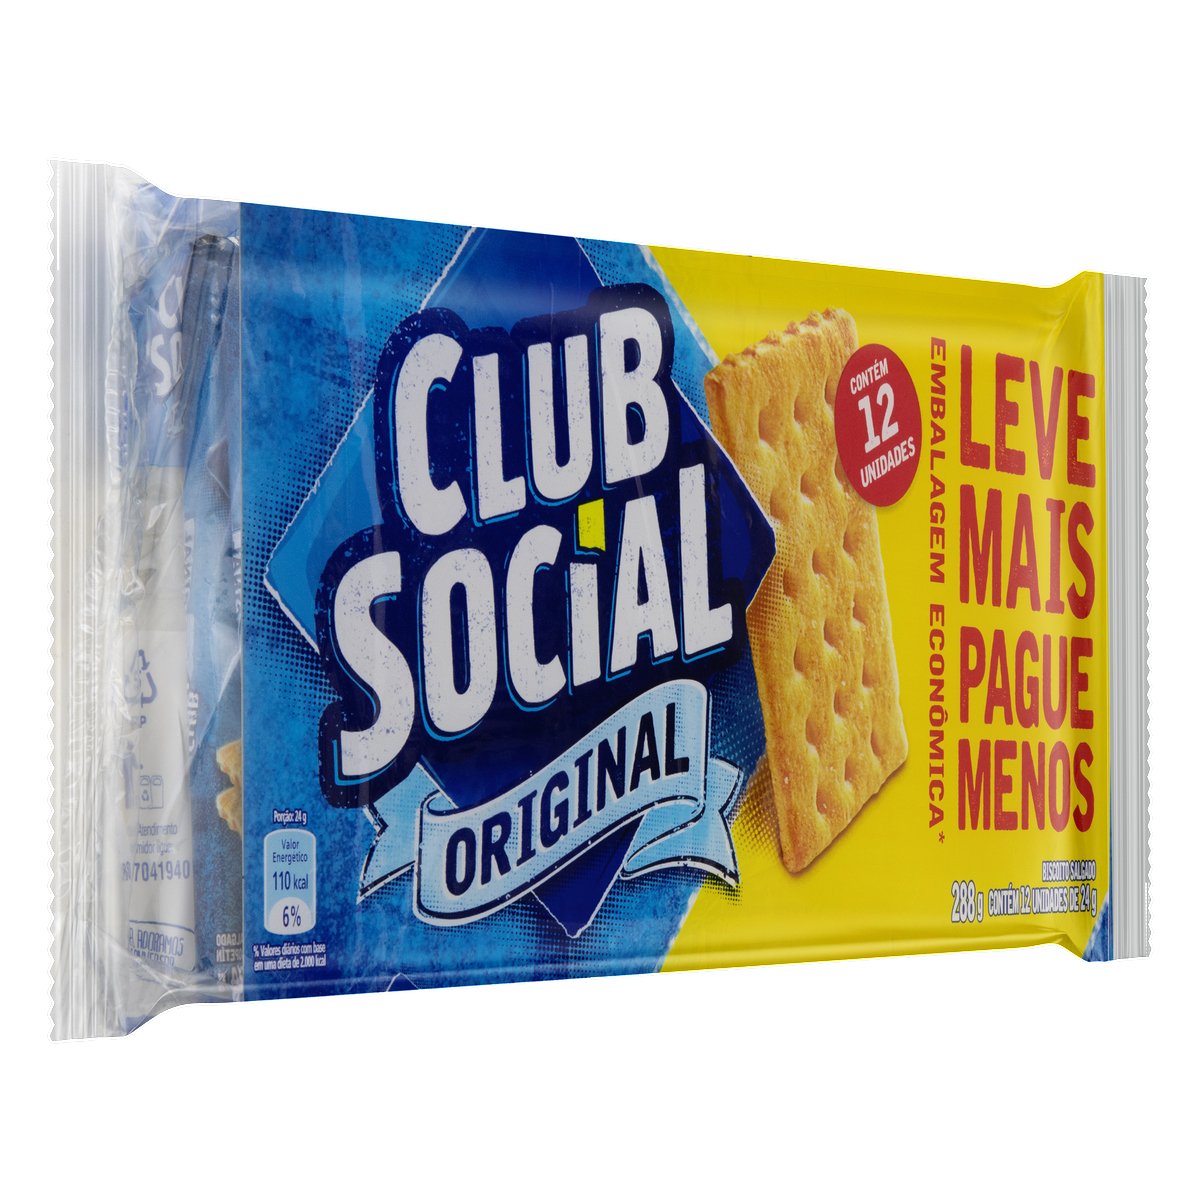 CLUB
SOCiAL
ORIGINAL
CONTÉM
12
UNIDADES
EMBALAGEM ECONÔMICA*
LEVE
MAIS
PAGUE
MENOS
BISCOITO SALGADO
288 g CONTÉM 12 UNIDADES DE 24 g
Porção: 24 g
Valor
Energético
110 kcal
6%
% Valores diários com base
em uma dieta de 2.000 kcal
Atendimento
7041940